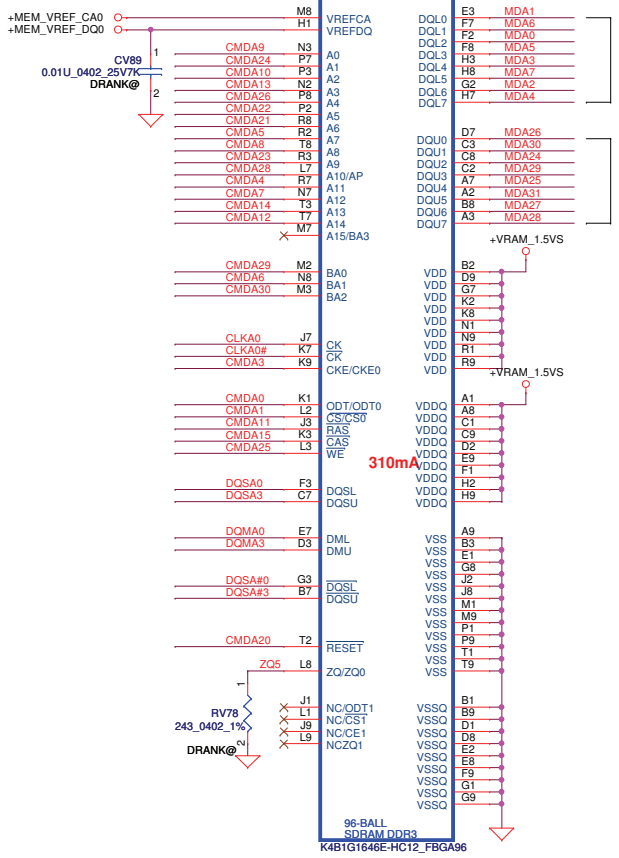 +MEM_VREF_CA0 M8 VREFCA DQL0 E3 MDA1
+MEM_VREF_DQ0 H1 VREFDQ DQL1 F7 MDA6
DQL2 F2 MDA0
CMDA9 N3 A0 DQL3 F8 MDA5
CMDA24 P7 A1 DQL4 H3 MDA3
CMDA10 P3 A2 DQL5 H8 MDA7
CMDA13 N2 A3 DQL6 G2 MDA2
CMDA26 P8 A4 DQL7 H7 MDA4
CMDA22 P2 A5
CMDA21 R8 A6
CMDA5 R2 A7 DQU0 D7 MDA26
CMDA8 T8 A8 DQU1 C3 MDA30
CMDA23 R3 A9 DQU2 C8 MDA24
CMDA28 L7 A10/AP DQU3 C2 MDA29
CMDA4 R7 A11 DQU4 A7 MDA25
CMDA7 N7 A12 DQU5 A2 MDA31
CMDA14 T3 A13 DQU6 B8 MDA27
CMDA12 T7 A14 DQU7 A3 MDA28
M7 A15/BA3
1
CV89
0.01U_0402_25V7K
DRANK@
2
+VRAM_1.5VS
CMDA29 M2 BA0 VDD B2
CMDA6 N8 BA1 VDD D9
CMDA30 M3 BA2 VDD G7
VDD K2
VDD K8
VDD N1
CLKA0 J7 CK VDD N9
CLKA0# K7 CK VDD R1
CMDA3 K9 CKE/CKE0 VDD R9
+VRAM_1.5VS
CMDA0 K1 ODT/ODT0 VDDQ A1
CMDA1 L2 CS/CS0 VDDQ A8
CMDA11 J3 RAS VDDQ C1
CMDA15 K3 CAS VDDQ C9
CMDA25 L3 WE VDDQ D2
310mA
VDDQ E9
VDDQ F1
DQSA0 F3 DQSL VDDQ H2
DQSA3 C7 DQSU VDDQ H9
DQMA0 E7 DML VSS A9
DQMA3 D3 DMU VSS B3
VSS E1
VSS G8
DQSA#0 G3 DQSL VSS J2
DQSA#3 B7 DQSU VSS J8
VSS M1
VSS M9
VSS P1
CMDA20 T2 RESET VSS P9
VSS T1
ZQ5 L8 ZQ/ZQ0 VSS T9
1
RV78
243_0402_1%
DRANK@
2
J1 NC/ODT1 VSSQ B1
L1 NC/CS1 VSSQ B9
J9 NC/CE1 VSSQ D1
L9 NCZQ1 VSSQ D8
VSSQ E2
VSSQ E8
VSSQ F9
VSSQ G1
VSSQ G9
96-BALL
SDRAM DDR3
K4B1G1646E-HC12_FBGA96